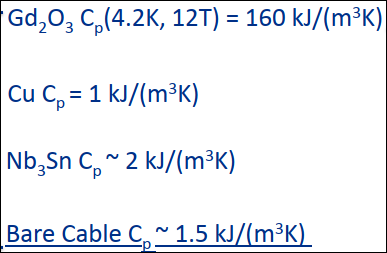 Gd₂O₃ Cₚ(4.2K, 12T) = 160 kJ/(m³K)
Cu Cₚ = 1 kJ/(m³K)
Nb₃Sn Cₚ ~ 2 kJ/(m³K)
Bare Cable Cₚ ~ 1.5 kJ/(m³K)